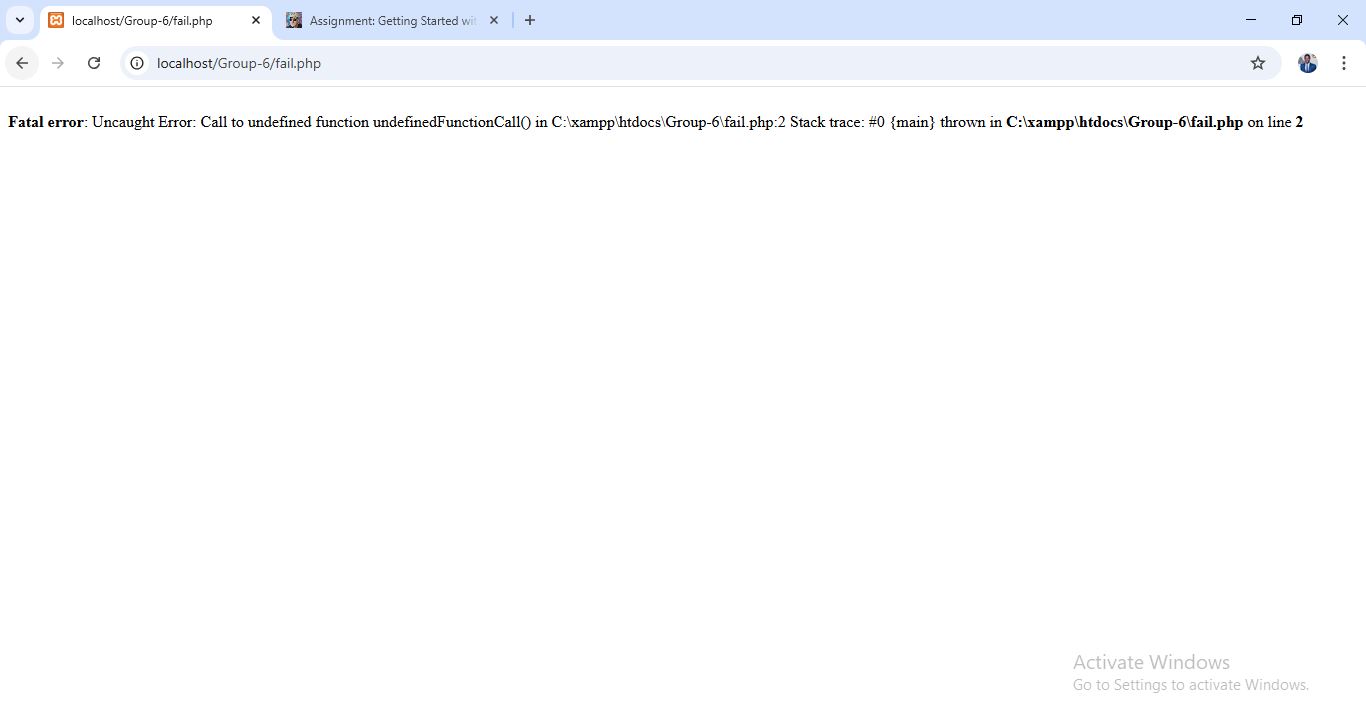 localhost/Group-6/fail.php
Assignment: Getting Started wit
localhost/Group-6/fail.php
Fatal error: Uncaught Error: Call to undefined function undefinedFunctionCall() in C:\xampp\htdocs\Group-6\fail.php:2 Stack trace: #0 {main} thrown in C:\xampp\htdocs\Group-6\fail.php on line 2
Activate Windows
Go to Settings to activate Windows.